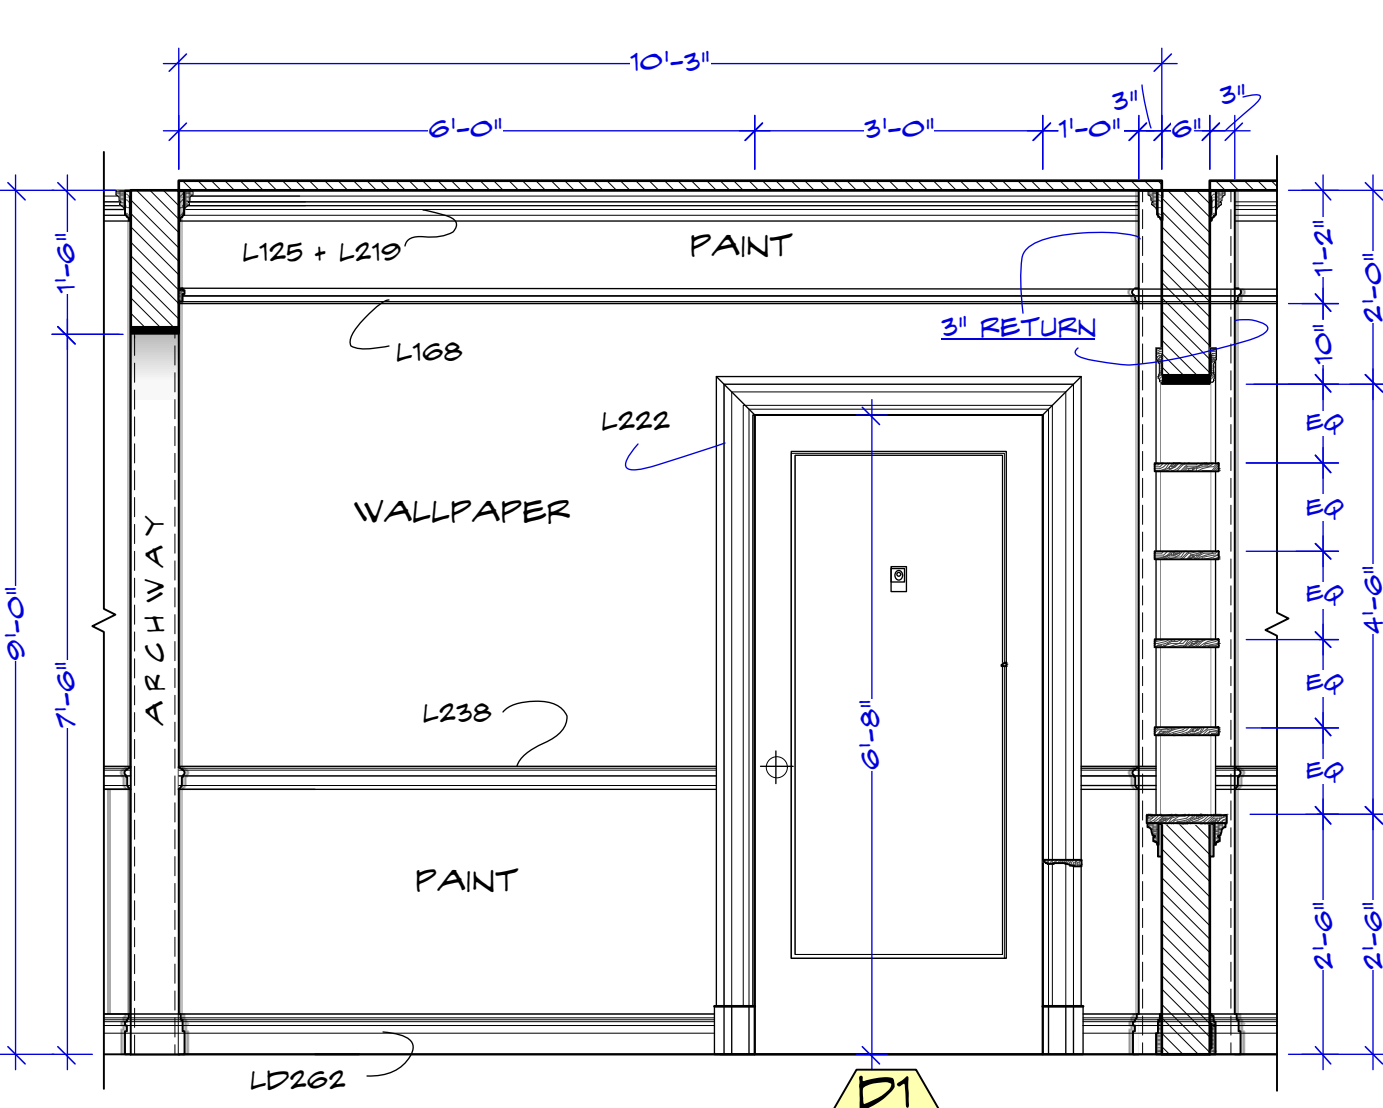 10'-3"
3"
3"
6'-0"
3'-0"
1'-0"
6"
L125 + L219
PAINT
1'-6"
1'-2"
2'-0"
3" RETURN
L168
10"
L222
EQ
WALLPAPER
EQ
ARCHWAY
9'-0"
7'-6"
EQ
4'-6"
L238
6'-8"
EQ
EQ
PAINT
2'-6"
2'-6"
LD262
D1